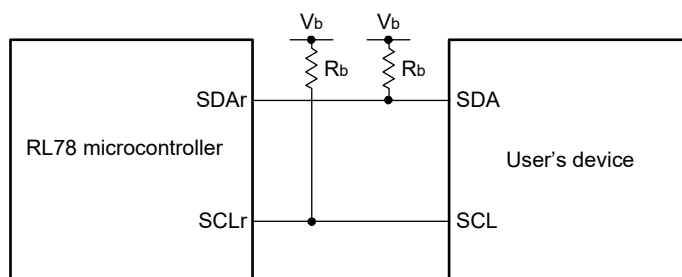 Vb Vb
Rb Rb
SDAr SDA
RL78 microcontroller User’s device
SCLr SCL